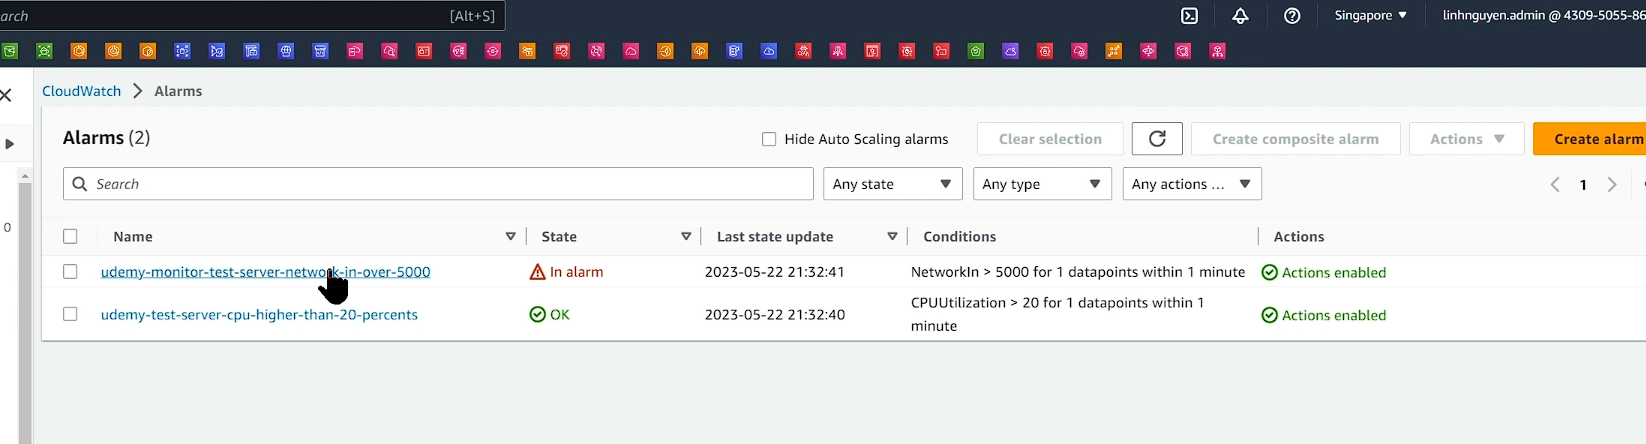 arch [Alt+S] Singapore linhnguyen.admin @ 4309-5055-86
CloudWatch > Alarms
Alarms (2) Hide Auto Scaling alarms Clear selection Create composite alarm Actions Create alarm
Search Any state Any type Any actions ... 1
0
Name State Last state update Conditions Actions
udemy-monitor-test-server-network-in-over-5000 In alarm 2023-05-22 21:32:41 NetworkIn > 5000 for 1 datapoints within 1 minute Actions enabled
udemy-test-server-cpu-higher-than-20-percents OK 2023-05-22 21:32:40 CPUUtilization > 20 for 1 datapoints within 1 Actions enabled
minute